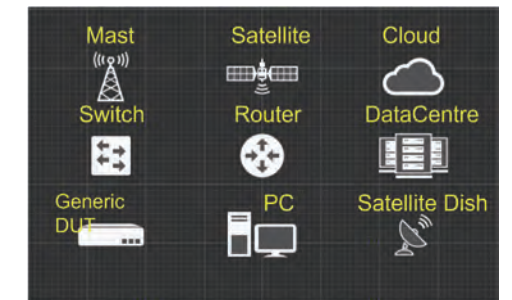 Mast
Satellite
Cloud
Switch
Router
DataCentre
Generic
DUT
PC
Satellite Dish